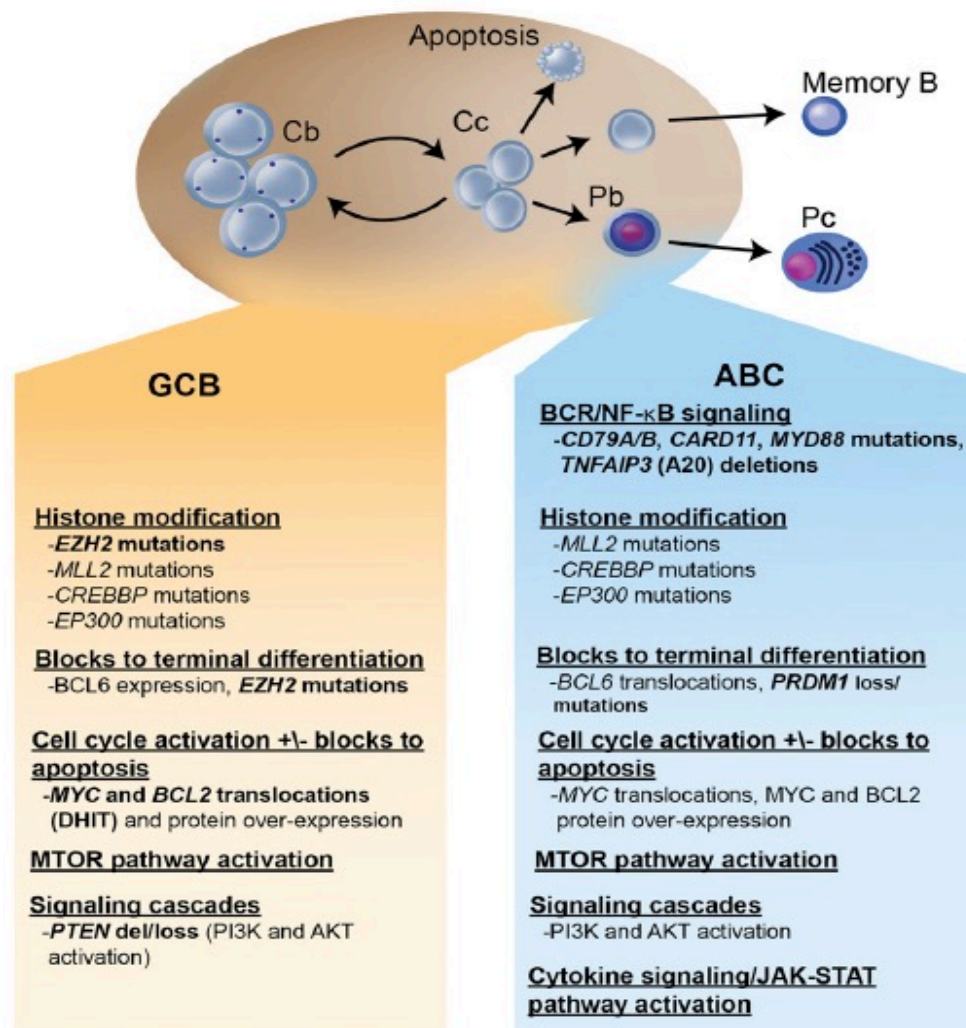 Apoptosis
Memory B
Cb
Cc
Pb
Pc
GCB
Histone modification
-EZH2 mutations
-MLL2 mutations
-CREBBP mutations
-EP300 mutations
Blocks to terminal differentiation
-BCL6 expression, EZH2 mutations
Cell cycle activation +\- blocks to
apoptosis
-MYC and BCL2 translocations
(DHIT) and protein over-expression
MTOR pathway activation
Signaling cascades
-PTEN del/loss (PI3K and AKT
activation)
ABC
BCR/NF-κB signaling
-CD79A/B, CARD11, MYD88 mutations,
TNFAIP3 (A20) deletions
Histone modification
-MLL2 mutations
-CREBBP mutations
-EP300 mutations
Blocks to terminal differentiation
-BCL6 translocations, PRDM1 loss/
mutations
Cell cycle activation +\- blocks to
apoptosis
-MYC translocations, MYC and BCL2
protein over-expression
MTOR pathway activation
Signaling cascades
-PI3K and AKT activation
Cytokine signaling/JAK-STAT
pathway activation